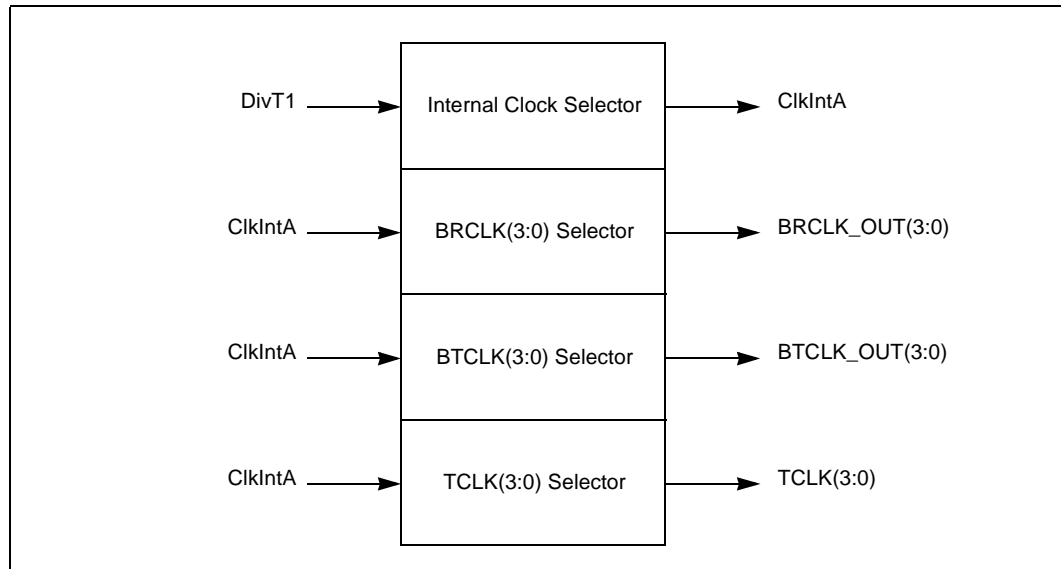 DivT1
Internal Clock Selector
ClkIntA
ClkIntA
BRCLK(3:0) Selector
BRCLK_OUT(3:0)
ClkIntA
BTCLK(3:0) Selector
BTCLK_OUT(3:0)
ClkIntA
TCLK(3:0) Selector
TCLK(3:0)